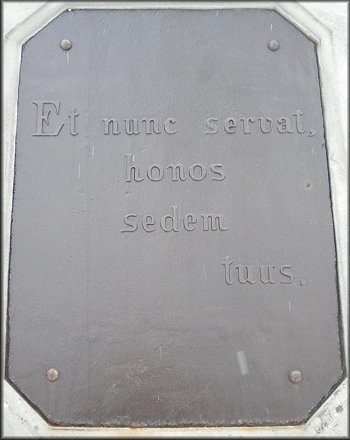 Et nunc servat,
honos
sedem
tuus.